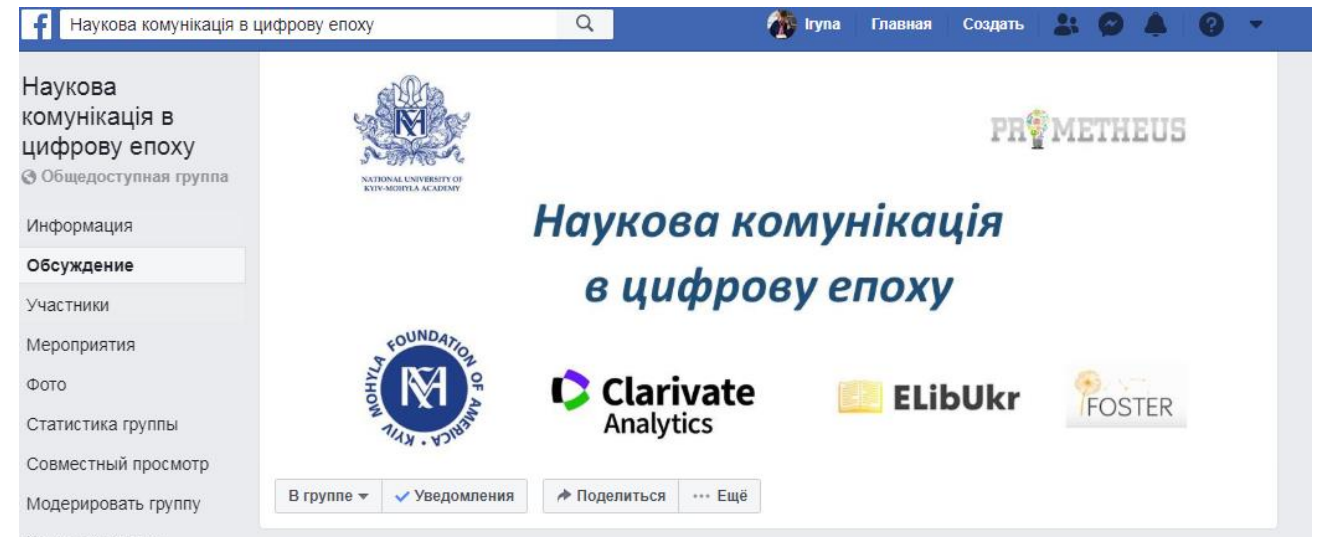 Наукова комунікація в цифрову епоху
Iryna
Главная
Создать
Наукова
комунікація в
цифрову епоху
Общедоступная группа
Информация
Обсуждение
Участники
Мероприятия
Фото
Статистика группы
Совместный просмотр
Модерировать группу
NATIONAL UNIVERSITY OF
KYIV-MOHYLA ACADEMY
PROMETHEUS
Наукова комунікація
в цифрову епоху
KYIV MOHYLA FOUNDATION OF AMERICA
Clarivate
Analytics
ELibUkr
FOSTER
В группе
Уведомления
Поделиться
Ещё